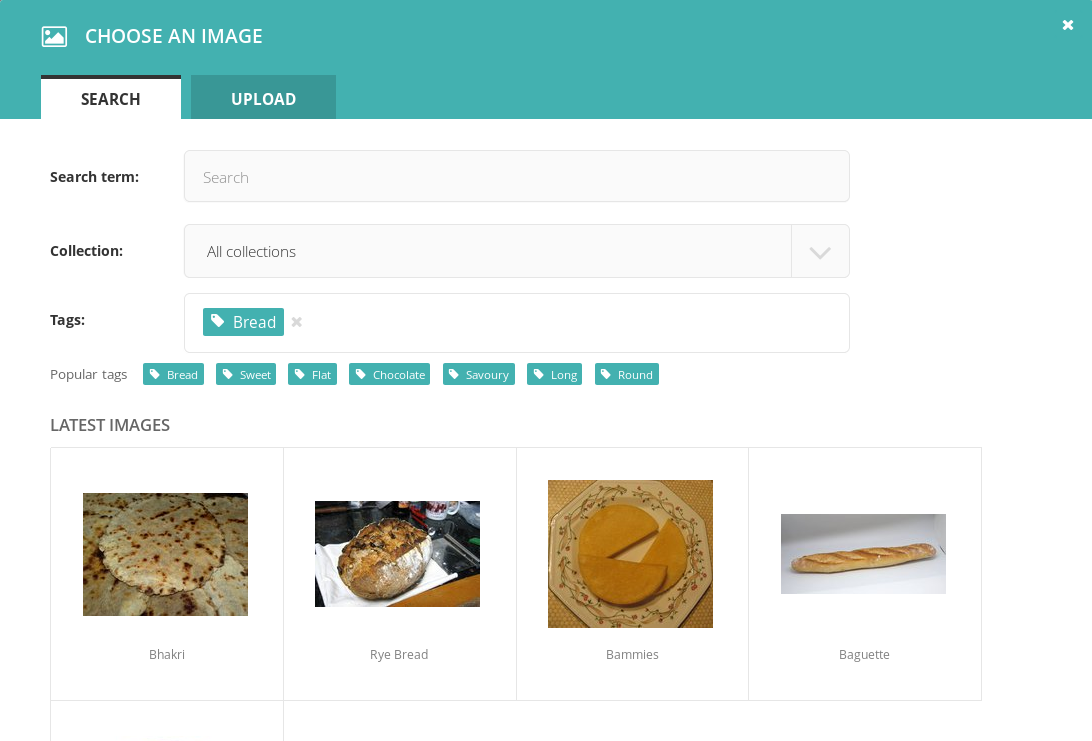 CHOOSE AN IMAGE
SEARCH UPLOAD
Search term: Search
Collection: All collections
Tags: Bread
Popular tags Bread Sweet Flat Chocolate Savoury Long Round
LATEST IMAGES
Bhakri Rye Bread Bammies Baguette